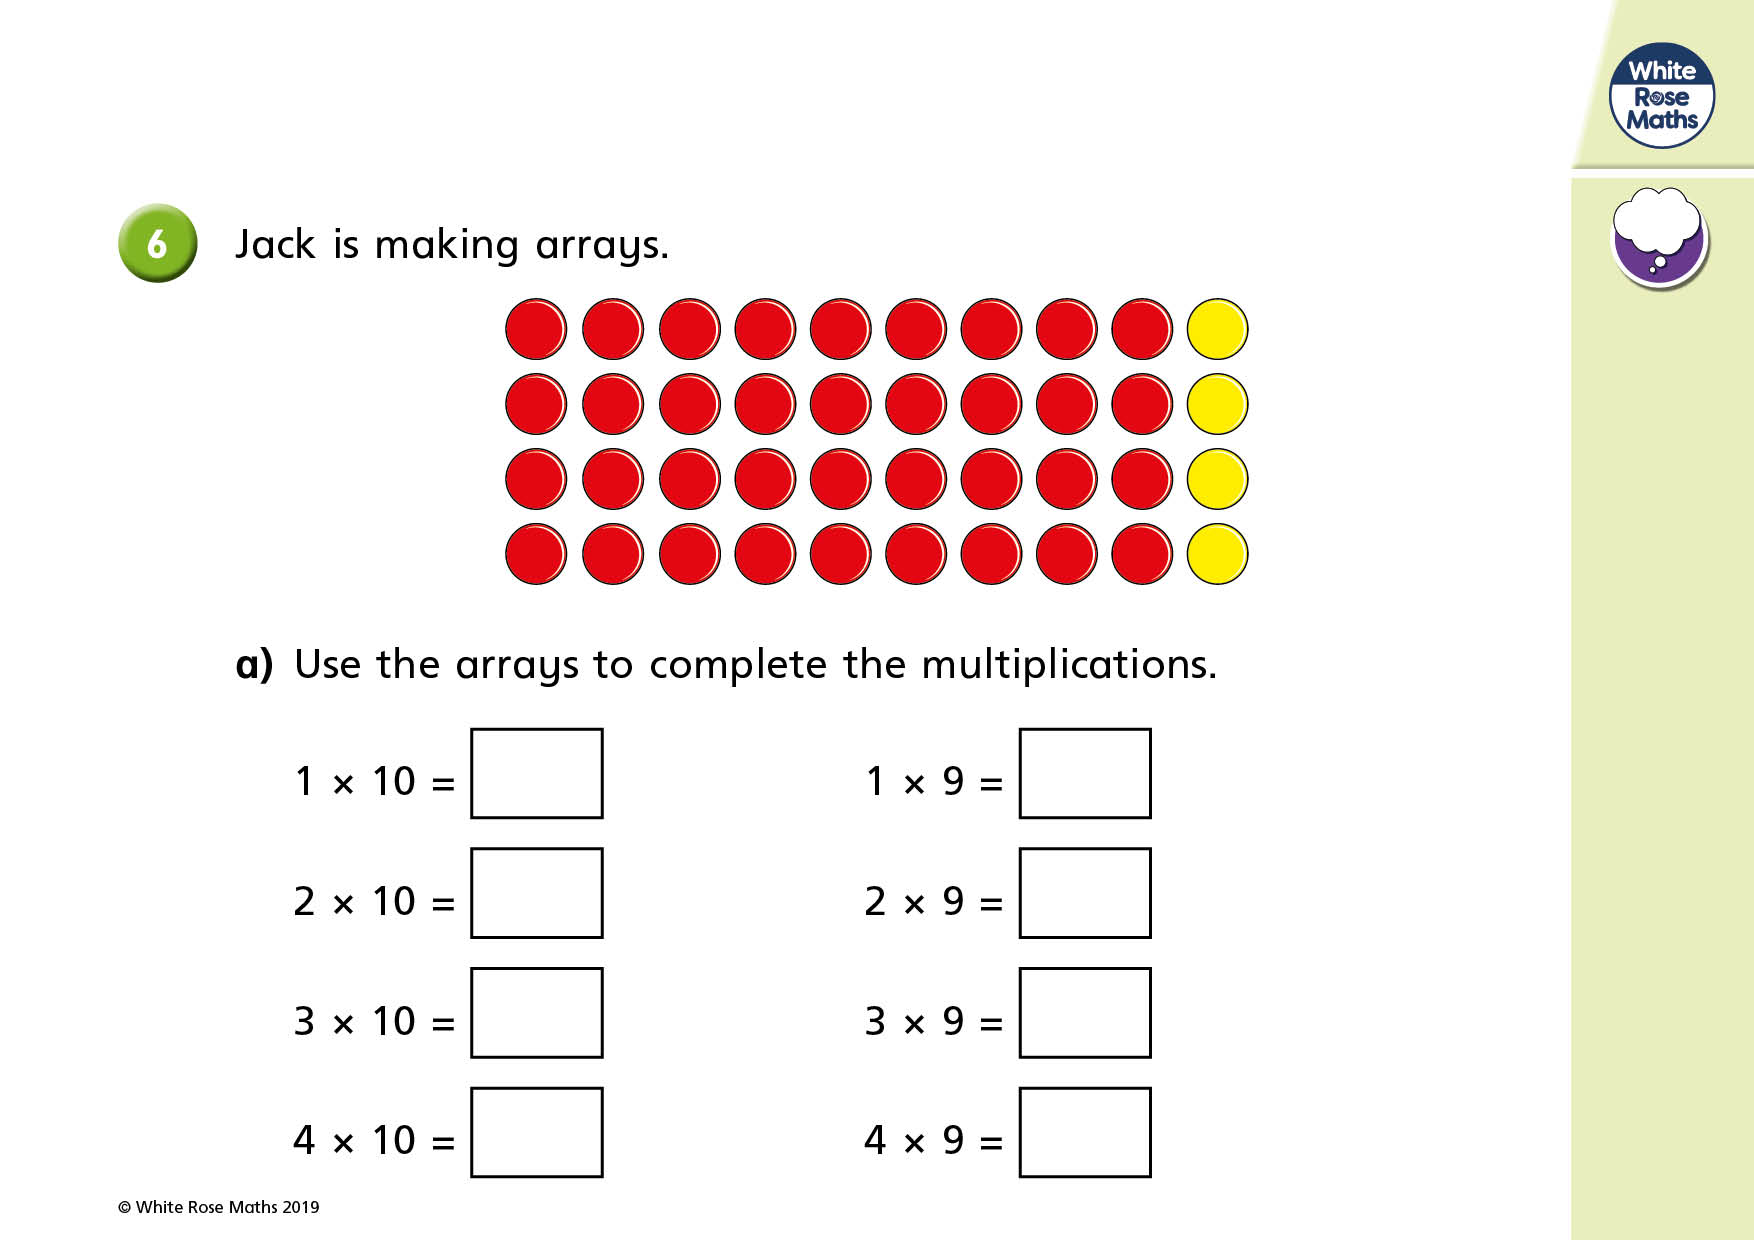 White
Rose
Maths
6 Jack is making arrays.
a) Use the arrays to complete the multiplications.
1 × 10 = 1 × 9 =
2 × 10 = 2 × 9 =
3 × 10 = 3 × 9 =
4 × 10 = 4 × 9 =
© White Rose Maths 2019